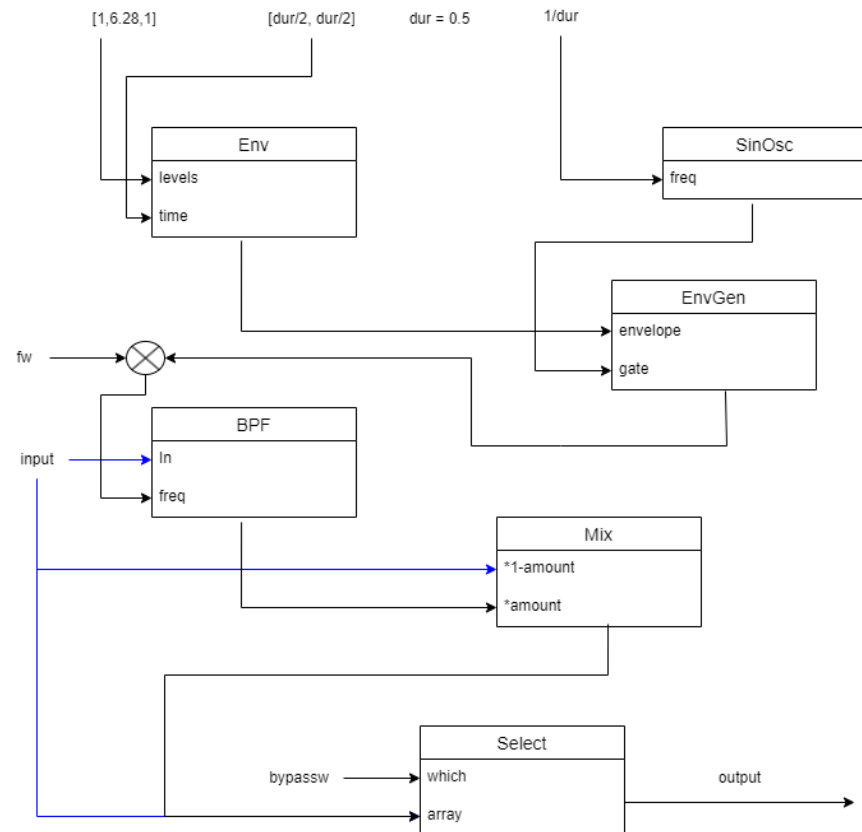 [1,6.28,1]
[dur/2, dur/2]
dur = 0.5
1/dur
Env
levels
time
SinOsc
freq
EnvGen
envelope
gate
fw
BPF
input
In
freq
Mix
*1-amount
*amount
Select
bypassw
which
array
output